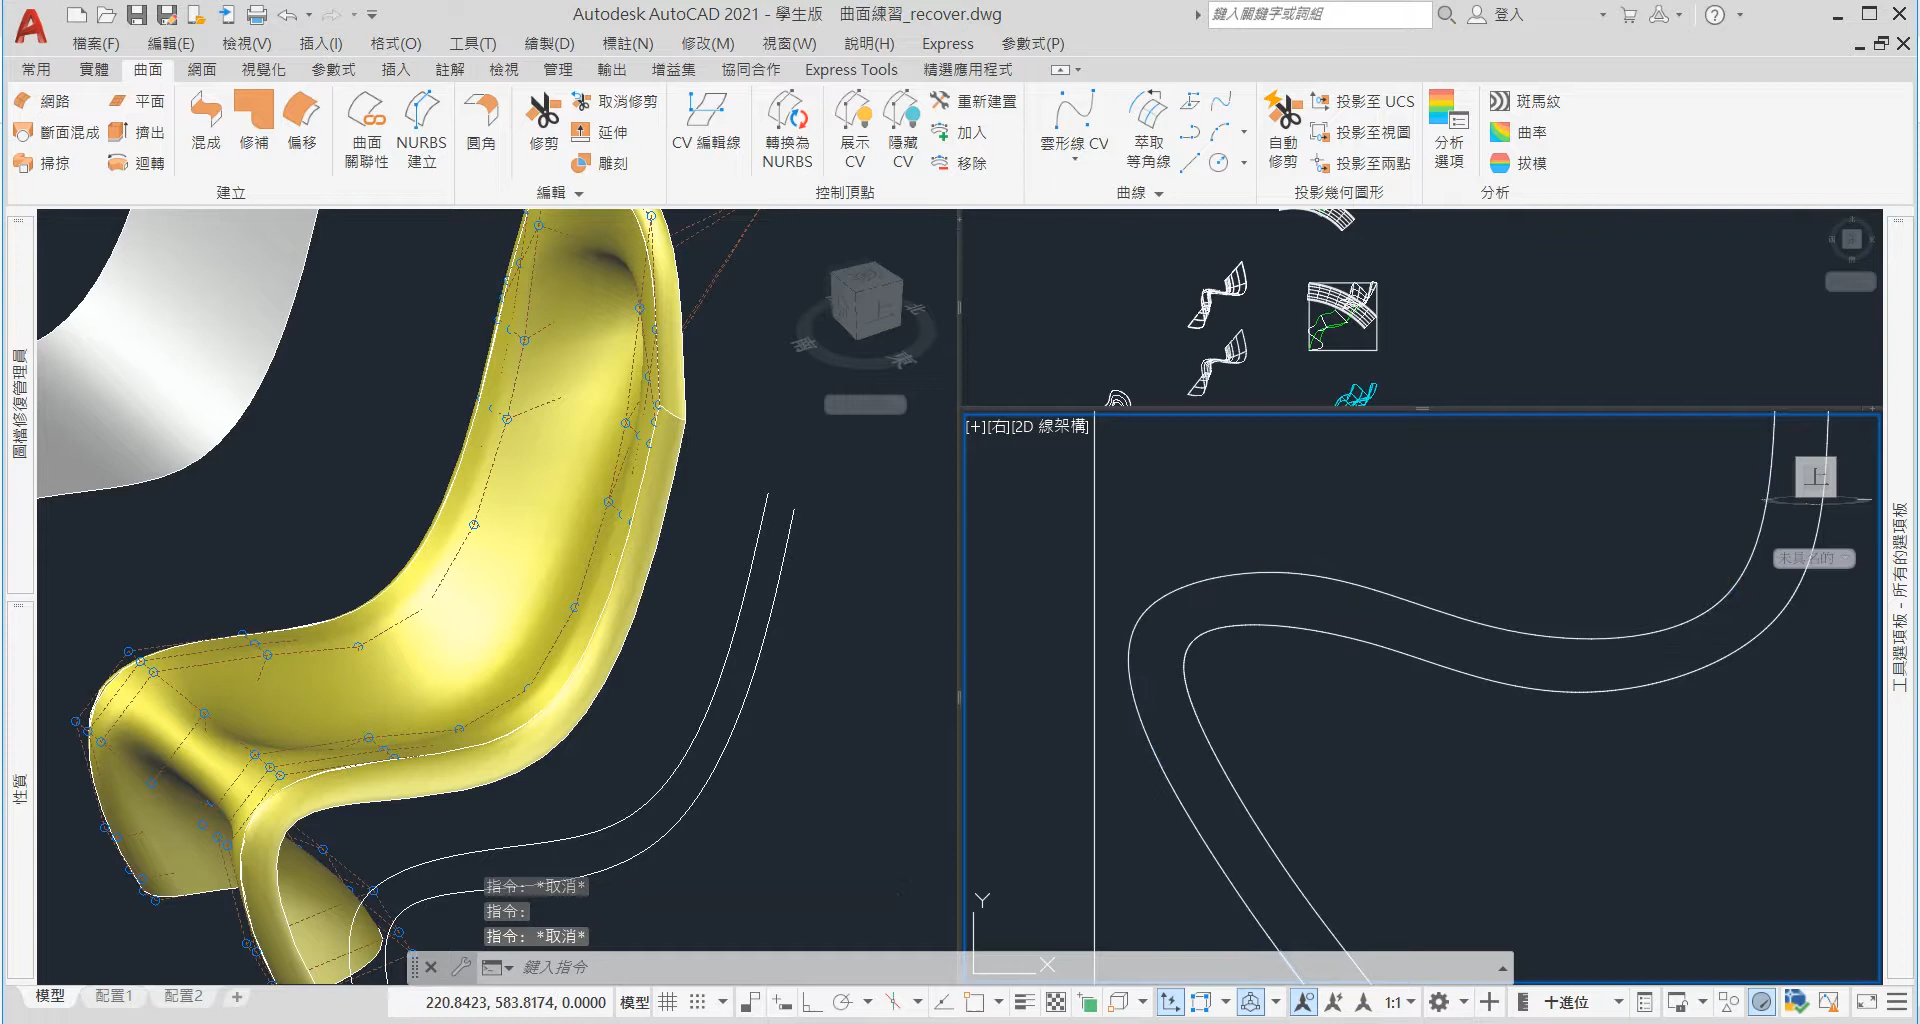 Autodesk AutoCAD 2021 - 學生版 曲面練習_recover.dwg
鍵入關鍵字或詞組
登入
檔案(F) 編輯(E) 檢視(V) 插入(I) 格式(O) 工具(T) 繪製(D) 標註(N) 修改(M) 視窗(W) 說明(H) Express 參數式(P)
常用 實體 曲面 網面 視覺化 參數式 插入 註解 檢視 管理 輸出 增益集 協同合作 Express Tools 精選應用程式
網路 平面
斷面混成 擠出
掃掠 迴轉
混成 修補 偏移
曲面
關聯性
NURBS
建立
圓角
修剪
取消修剪
延伸
雕刻
CV 編輯線
轉換為
NURBS
展示
CV
隱藏
CV
重新建置
加入
移除
雲形線 CV
萃取
等角線
自動
修剪
投影至 UCS
投影至視圖
投影至兩點
分析
選項
斑馬紋
曲率
拔模
建立 編輯 控制頂點 曲線 投影幾何圖形 分析
圖檔修復管理員
性質
北
南
東
上
[+][右][2D 線架構]
上
未具名的
工具選項板 - 所有的選項板
指令: *取消*
指令:
指令: *取消*
鍵入指令
Y
X
模型 配置1 配置2 +
220.8423, 583.8174, 0.0000 模型 1:1 十進位